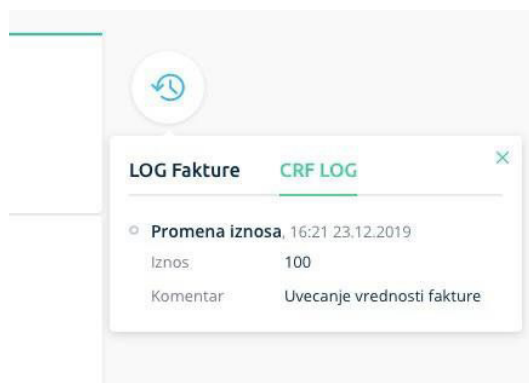 LOG Fakture CRF LOG
Promena iznosa, 16:21 23.12.2019
Iznos 100
Komentar Uvecanje vrednosti fakture